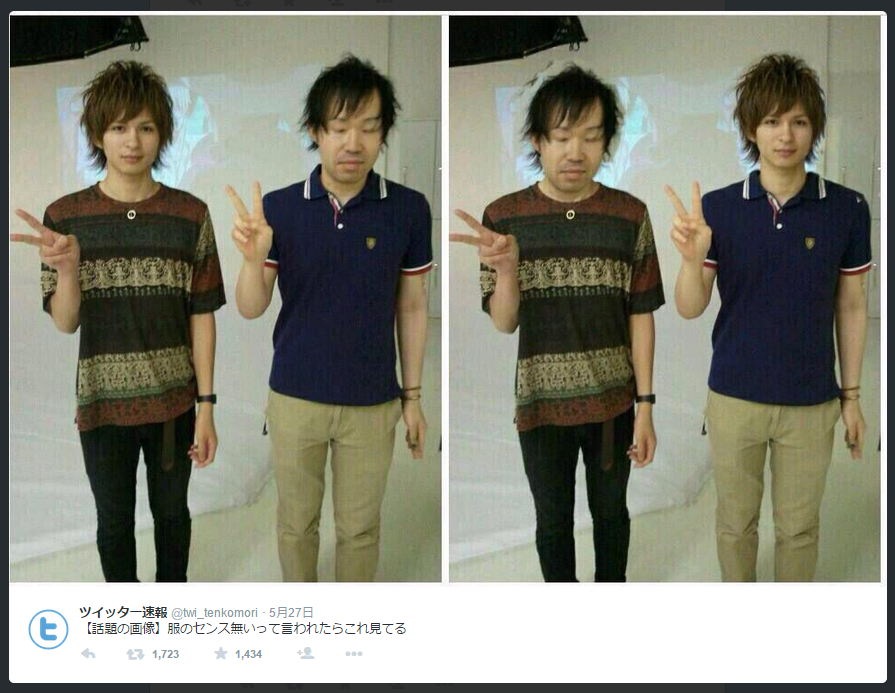 ツイッター速報 @twi_tenkomori · 5月27日
【話題の画像】服のセンス無いって言われたらこれ見てる
1,723 1,434